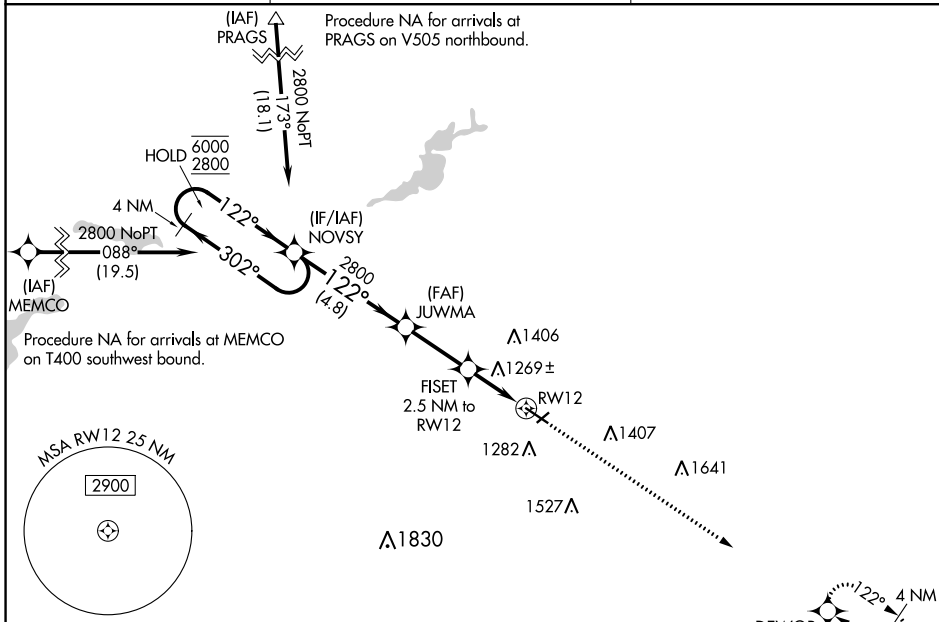 (IAF)
PRAGS
Procedure NA for arrivals at
PRAGS on V505 northbound.
2800 NoPT
173°
(18.1)
HOLD 6000
2800
4 NM
122°
302°
(IF/IAF)
NOVSY
2800 NoPT
088°
(19.5)
(IAF)
MEMCO
2800
122°
(4.8)
(FAF)
JUWMA
Procedure NA for arrivals at MEMCO
on T400 southwest bound.
1406
1269±
FISET
2.5 NM to
RW12
RW12
1282
1407
1641
1527
MSA RW12 25 NM
2900
1830
122°
4 NM